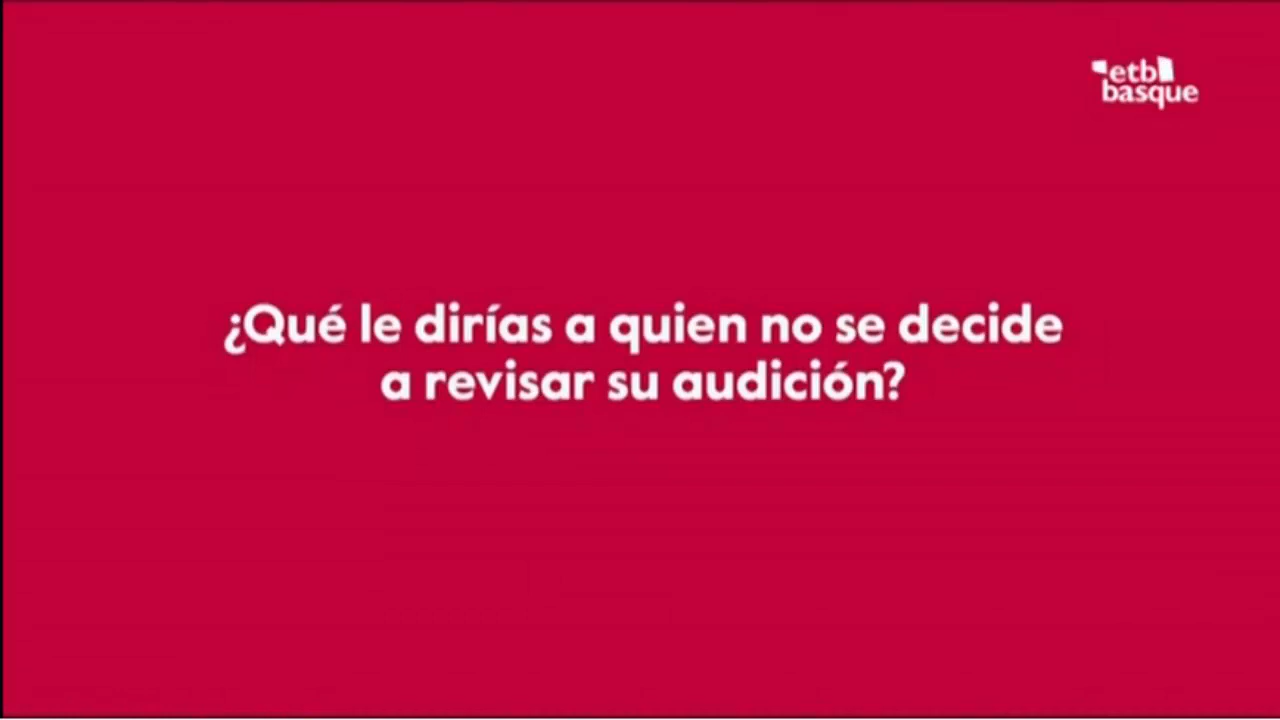 etb
basque
¿Qué le dirías a quien no se decide
a revisar su audición?